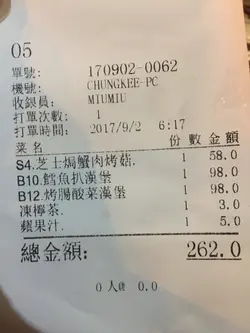 05
單號: 170902-0062
機號: CHUNGKEE-PC
收銀員: MIUMIU
打單次數: 1
打單時間: 2017/9/2 6:17
菜名 份數 金額
S4.芝士焗蟹肉烤菇. 1 58.0
B10.鱈魚扒漢堡 1 98.0
B12.烤腸酸菜漢堡 1 98.0
凍檸茶. 1 3.0
蘋果汁. 1 5.0
總金額: 262.0
0 人 0.0